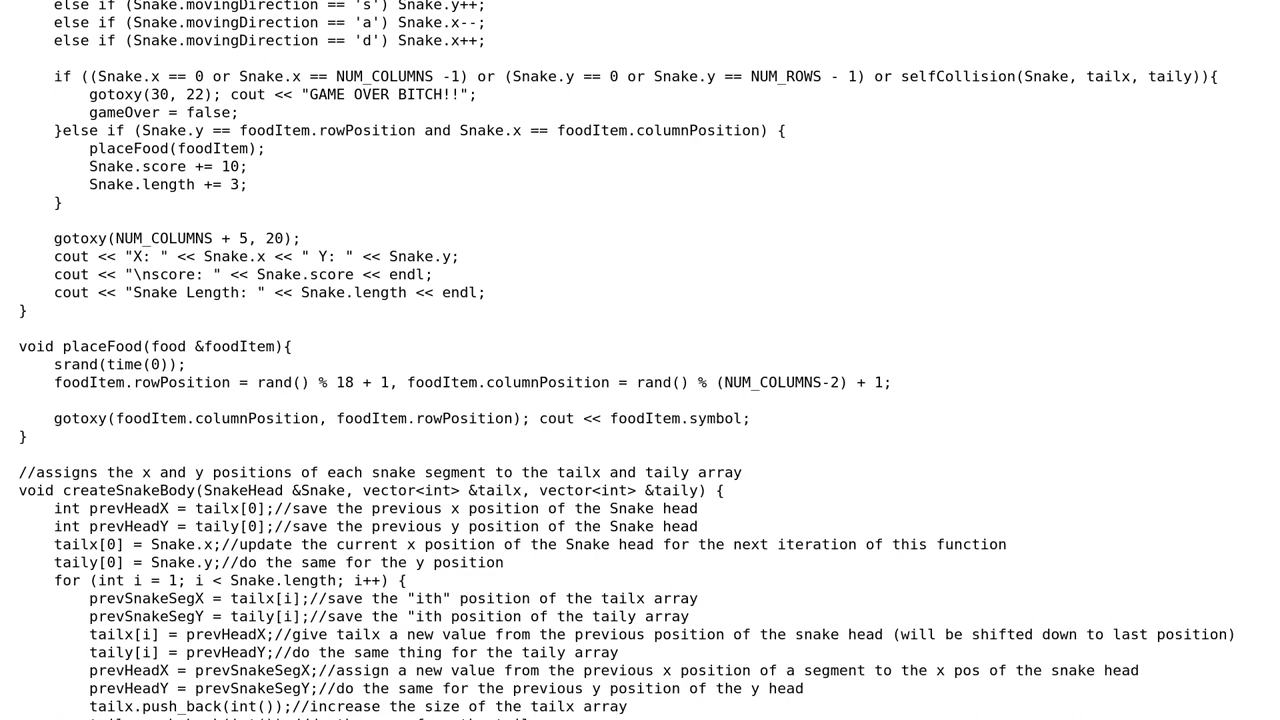 else if (Snake.movingDirection == 's') Snake.y++;
else if (Snake.movingDirection == 'a') Snake.x--;
else if (Snake.movingDirection == 'd') Snake.x++;
if ((Snake.x == 0 or Snake.x == NUM_COLUMNS -1) or (Snake.y == 0 or Snake.y == NUM_ROWS - 1) or selfCollision(Snake, tailx, taily)){
gotoxy(30, 22); cout << "GAME OVER BITCH!!";
gameOver = false;
}else if (Snake.y == foodItem.rowPosition and Snake.x == foodItem.columnPosition) {
placeFood(foodItem);
Snake.score += 10;
Snake.length += 3;
}
gotoxy(NUM_COLUMNS + 5, 20);
cout << "X: " << Snake.x << " Y: " << Snake.y;
cout << "\nscore: " << Snake.score << endl;
cout << "Snake Length: " << Snake.length << endl;
}
void placeFood(food &foodItem){
srand(time(0));
foodItem.rowPosition = rand() % 18 + 1, foodItem.columnPosition = rand() % (NUM_COLUMNS-2) + 1;
gotoxy(foodItem.columnPosition, foodItem.rowPosition); cout << foodItem.symbol;
}
//assigns the x and y positions of each snake segment to the tailx and taily array
void createSnakeBody(SnakeHead &Snake, vector<int> &tailx, vector<int> &taily) {
int prevHeadX = tailx[0];//save the previous x position of the Snake head
int prevHeadY = taily[0];//save the previous y position of the Snake head
tailx[0] = Snake.x;//update the current x position of the Snake head for the next iteration of this function
taily[0] = Snake.y;//do the same for the y position
for (int i = 1; i < Snake.length; i++) {
prevSnakeSegX = tailx[i];//save the "ith" position of the tailx array
prevSnakeSegY = taily[i];//save the "ith position of the taily array
tailx[i] = prevHeadX;//give tailx a new value from the previous position of the snake head (will be shifted down to last position)
taily[i] = prevHeadY;//do the same thing for the taily array
prevHeadX = prevSnakeSegX;//assign a new value from the previous x position of a segment to the x pos of the snake head
prevHeadY = prevSnakeSegY;//do the same for the previous y position of the y head
tailx.push_back(int());//increase the size of the tailx array